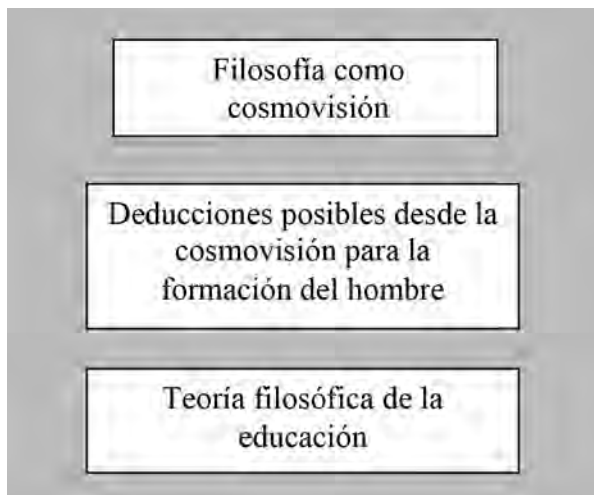 Filosofía como
cosmovisión
Deducciones posibles desde la
cosmovisión para la
formación del hombre
Teoría filosófica de la
educación